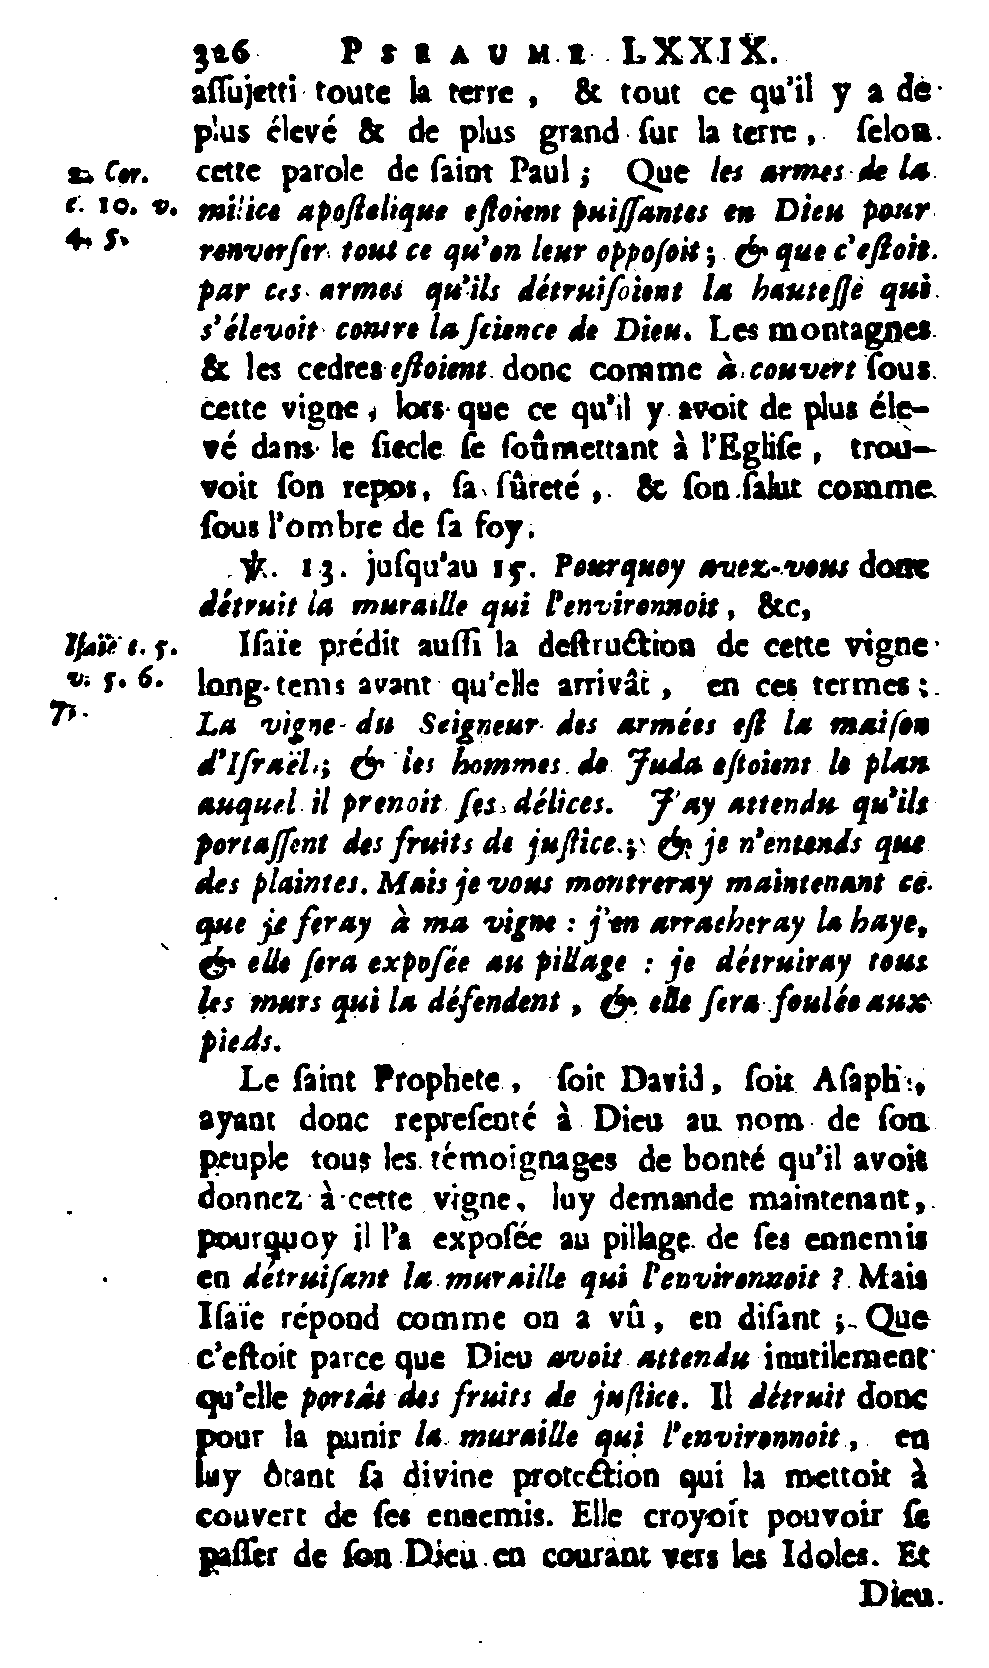 326 PSEAUME LXXIX.
assujetti toute la terre, & tout ce qu'il y a de
plus élevé & de plus grand sur la terre, selon
2. Cor. cette parole de saint Paul; Que les armes de la
c. 10. v. milice apostolique estoient puissantes en Dieu pour
4. 5. renverser tout ce qu'on leur opposoit; & que c'estoit
par ces armes qu'ils détruisoient la hautesse qui
s'élevoit contre la science de Dieu. Les montagnes
& les cedres estoient donc comme à couvert sous
cette vigne, lors que ce qu'il y avoit de plus éle-
vé dans le siecle se soûmettant à l'Eglise, trou-
voit son repos, sa sûreté, & son salut comme
sous l'ombre de sa foy.
℣. 13. jusqu'au 15. Pourquoy avez-vous donc
détruit la muraille qui l'environnoit, &c,
Isaïe c. 5. Isaïe prédit aussi la destruction de cette vigne
v. 5. 6. long-tems avant qu'elle arrivât, en ces termes:
7. La vigne du Seigneur des armées est la maison
d'Israël; & les hommes de Juda estoient le plan
auquel il prenoit ses délices. J'ay attendu qu'ils
portassent des fruits de justice; & je n'entends que
des plaintes. Mais je vous montreray maintenant ce
que je feray à ma vigne : j'en arracheray la haye,
& elle sera exposée au pillage : je détruiray tous
les murs qui la défendent, & elle sera foulée aux
pieds.
Le saint Prophete, soit David, soit Asaph,
ayant donc representé à Dieu au nom de son
peuple tous les témoignages de bonté qu'il avoit
donnez à cette vigne, luy demande maintenant,
pourquoy il l'a exposée au pillage de ses ennemis
en détruisant la muraille qui l'environnoit ? Mais
Isaïe répond comme on a vû, en disant ; Que
c'estoit parce que Dieu avoit attendu inutilement
qu'elle portât des fruits de justice. Il détruit donc
pour la punir la muraille qui l'environnoit, en
luy ôtant sa divine protection qui la mettoit à
couvert de ses ennemis. Elle croyoit pouvoir se
passer de son Dieu en courant vers les Idoles. Et
Dieu